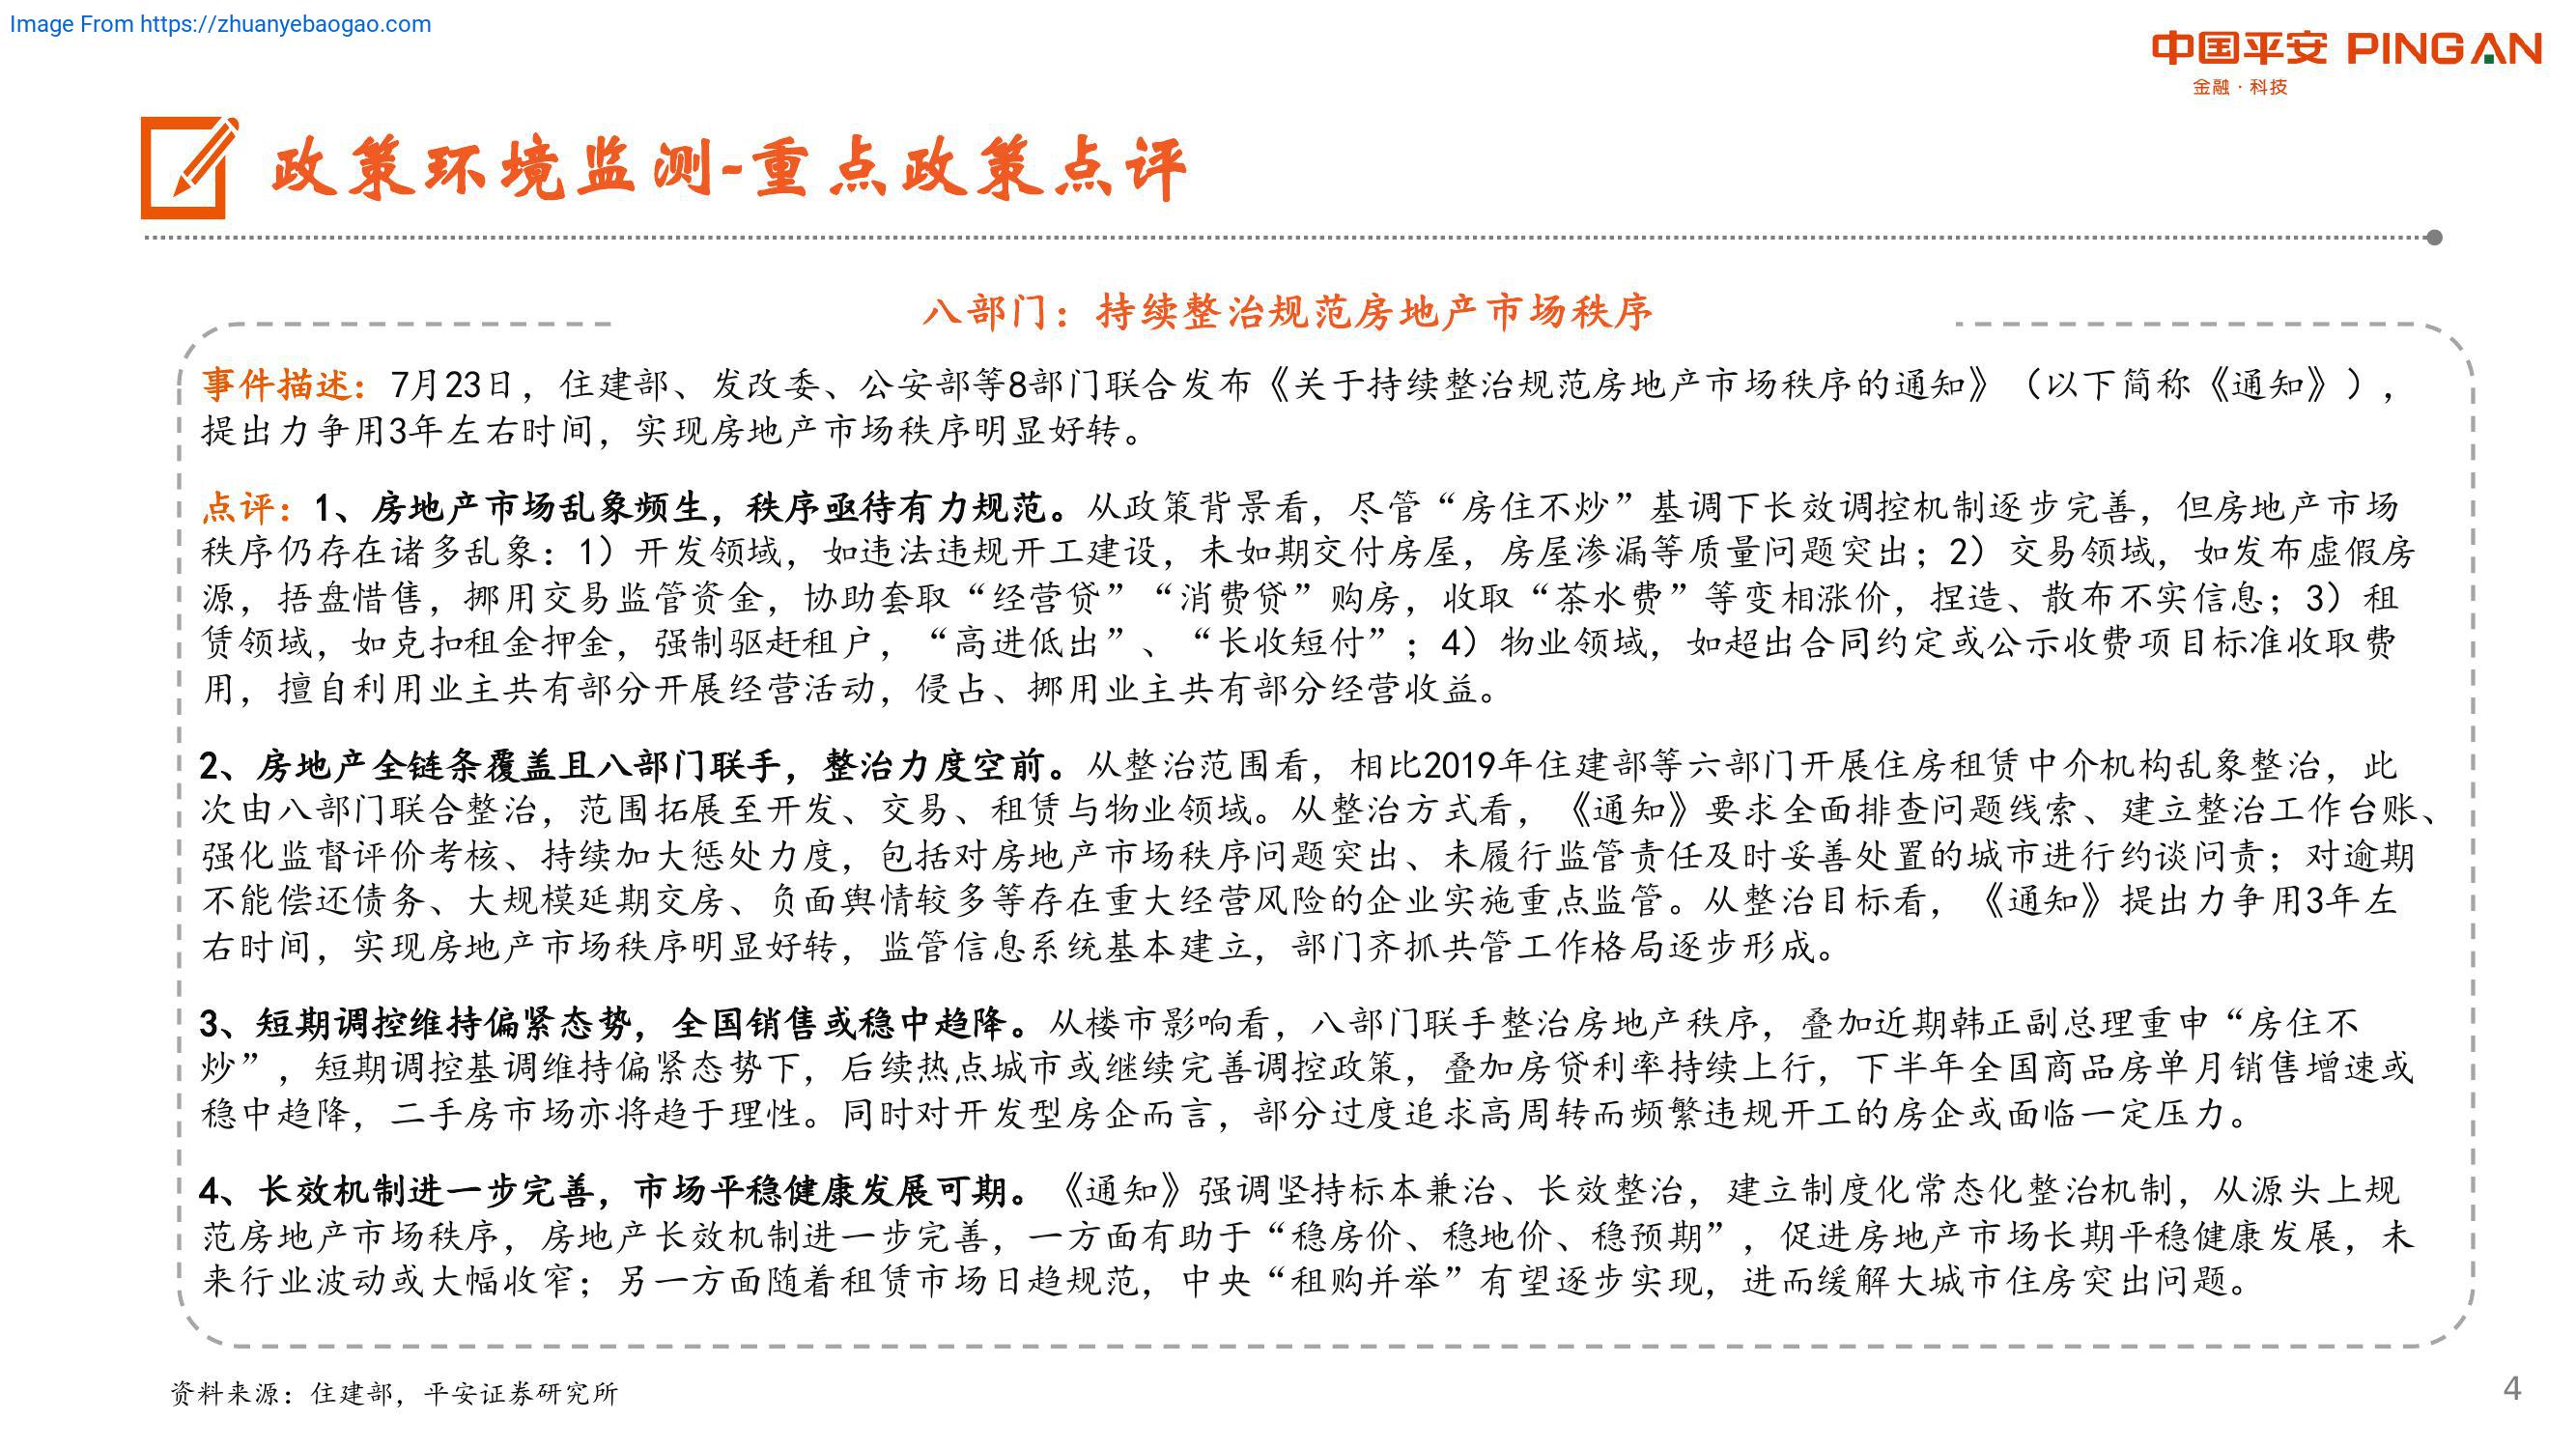 Image From https://zhuanyebaogao.com
中国平安 PINGAN
金融·科技
政策环境监测-重点政策点评
八部门：持续整治规范房地产市场秩序
事件描述：7月23日，住建部、发改委、公安部等8部门联合发布《关于持续整治规范房地产市场秩序的通知》（以下简称《通知》），
提出力争用3年左右时间，实现房地产市场秩序明显好转。
点评：1、房地产市场乱象频生，秩序亟待有力规范。从政策背景看，尽管“房住不炒”基调下长效调控机制逐步完善，但房地产市场
秩序仍存在诸多乱象：1）开发领域，如违法违规开工建设，未如期交付房屋，房屋渗漏等质量问题突出；2）交易领域，如发布虚假房
源，捂盘惜售，挪用交易监管资金，协助套取“经营贷”“消费贷”购房，收取“茶水费”等变相涨价，捏造、散布不实信息；3）租
赁领域，如克扣租金押金，强制驱赶租户，“高进低出”、“长收短付”；4）物业领域，如超出合同约定或公示收费项目标准收取费
用，擅自利用业主共有部分开展经营活动，侵占、挪用业主共有部分经营收益。
2、房地产全链条覆盖且八部门联手，整治力度空前。从整治范围看，相比2019年住建部等六部门开展住房租赁中介机构乱象整治，此
次由八部门联合整治，范围拓展至开发、交易、租赁与物业领域。从整治方式看，《通知》要求全面排查问题线索、建立整治工作台账、
强化监督评价考核、持续加大惩处力度，包括对房地产市场秩序问题突出、未履行监管责任及时妥善处置的城市进行约谈问责；对逾期
不能偿还债务、大规模延期交房、负面舆情较多等存在重大经营风险的企业实施重点监管。从整治目标看，《通知》提出力争用3年左
右时间，实现房地产市场秩序明显好转，监管信息系统基本建立，部门齐抓共管工作格局逐步形成。
3、短期调控维持偏紧态势，全国销售或稳中趋降。从楼市影响看，八部门联手整治房地产秩序，叠加近期韩正副总理重申“房住不
炒”，短期调控基调维持偏紧态势下，后续热点城市或继续完善调控政策，叠加房贷利率持续上行，下半年全国商品房单月销售增速或
稳中趋降，二手房市场亦将趋于理性。同时对开发型房企而言，部分过度追求高周转而频繁违规开工的房企或面临一定压力。
4、长效机制进一步完善，市场平稳健康发展可期。《通知》强调坚持标本兼治、长效整治，建立制度化常态化整治机制，从源头上规
范房地产市场秩序，房地产长效机制进一步完善，一方面有助于“稳房价、稳地价、稳预期”，促进房地产市场长期平稳健康发展，未
来行业波动或大幅收窄；另一方面随着租赁市场日趋规范，中央“租购并举”有望逐步实现，进而缓解大城市住房突出问题。
资料来源：住建部，平安证券研究所
4